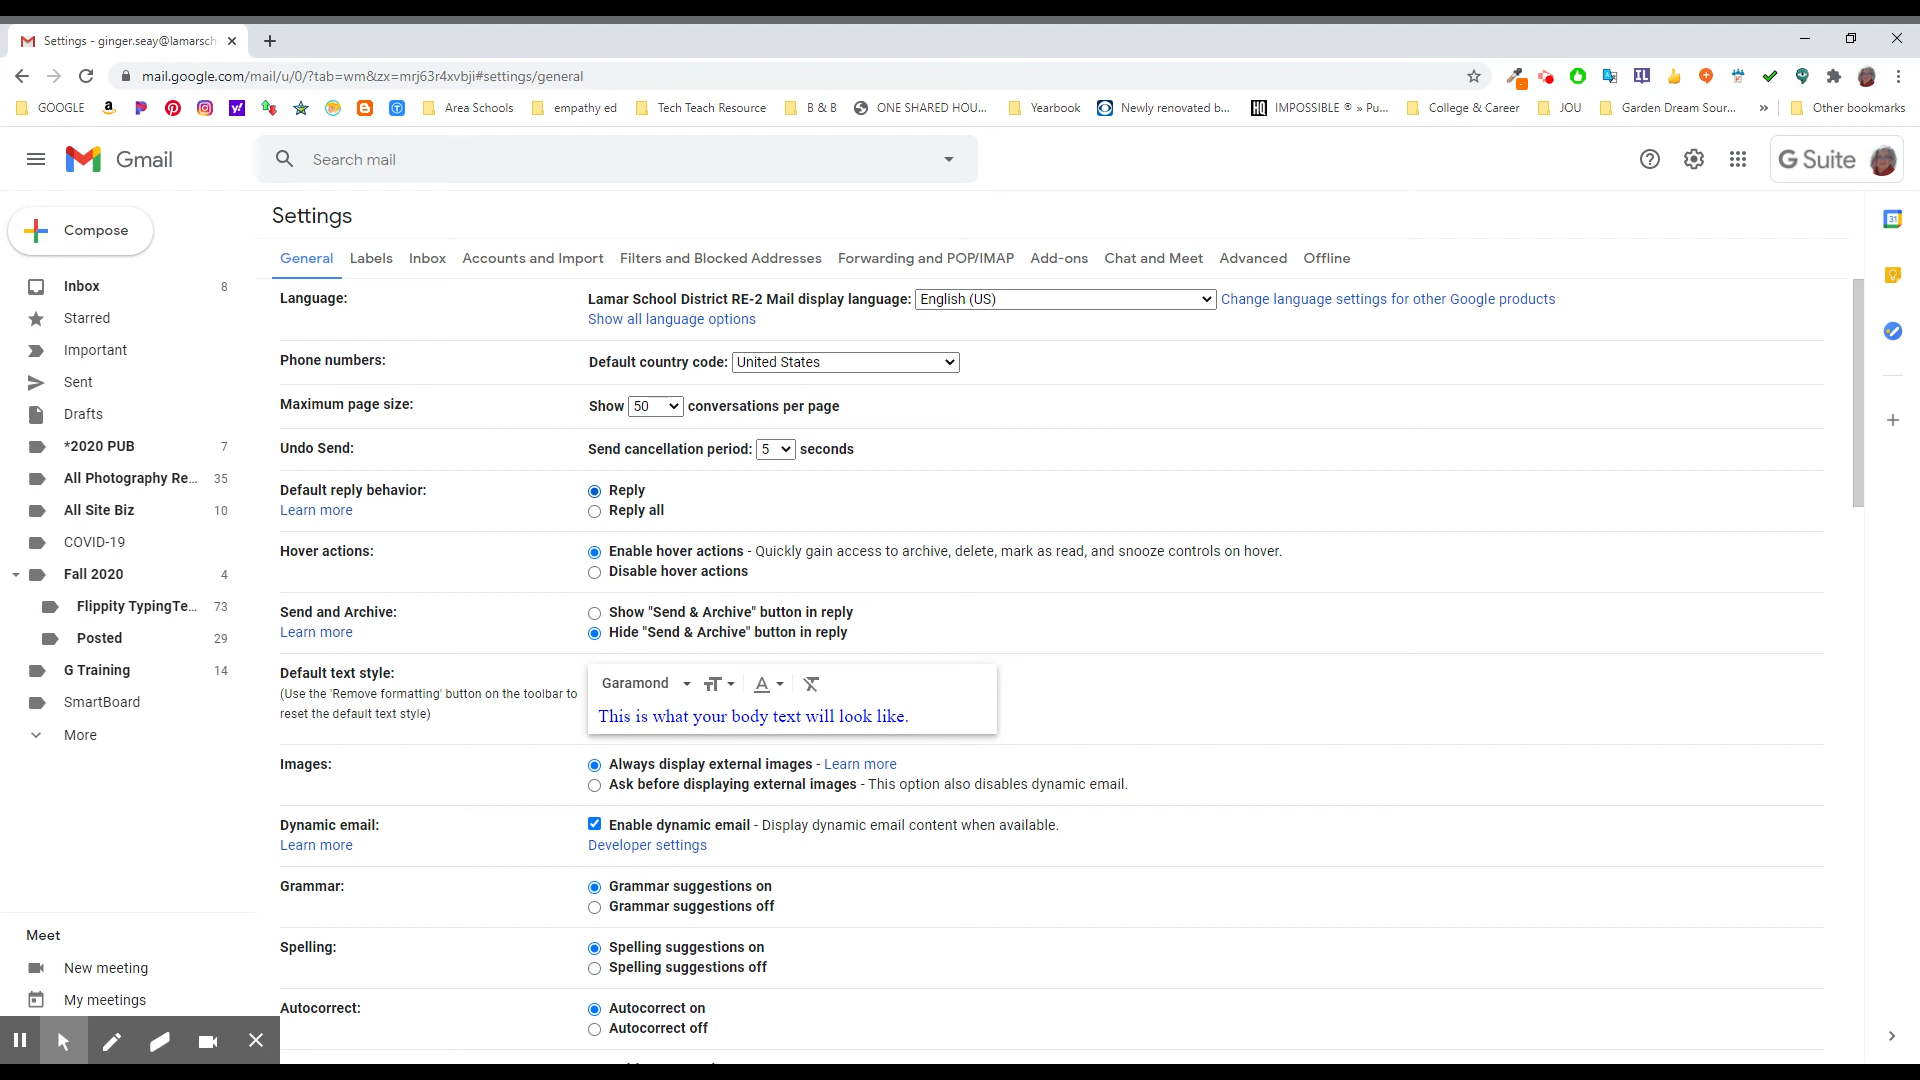 Settings - ginger.seay@lamarsch
mail.google.com/mail/u/0/?tab=wm&zx=mrj63r4xvbji#settings/general
GOOGLE Area Schools empathy ed Tech Teach Resource B & B ONE SHARED HOU... Yearbook Newly renovated b... IMPOSSIBLE ® » Pu... College & Career JOU Garden Dream Sour... » Other bookmarks
Gmail Search mail G Suite
Settings
Compose
General Labels Inbox Accounts and Import Filters and Blocked Addresses Forwarding and POP/IMAP Add-ons Chat and Meet Advanced Offline
Inbox 8
Starred
Important
Sent
Drafts
*2020 PUB 7
All Photography Re... 35
All Site Biz 10
COVID-19
Fall 2020 4
Flippity TypingTe... 73
Posted 29
G Training 14
SmartBoard
More
Meet
New meeting
My meetings
Language: Lamar School District RE-2 Mail display language: English (US) Change language settings for other Google products
Show all language options
Phone numbers: Default country code: United States
Maximum page size: Show 50 conversations per page
Undo Send: Send cancellation period: 5 seconds
Default reply behavior: Reply
Learn more Reply all
Hover actions: Enable hover actions - Quickly gain access to archive, delete, mark as read, and snooze controls on hover.
Disable hover actions
Send and Archive: Show "Send & Archive" button in reply
Learn more Hide "Send & Archive" button in reply
Default text style: Garamond
(Use the 'Remove formatting' button on the toolbar to
reset the default text style) This is what your body text will look like.
Images: Always display external images - Learn more
Ask before displaying external images - This option also disables dynamic email.
Dynamic email: Enable dynamic email - Display dynamic email content when available.
Learn more Developer settings
Grammar: Grammar suggestions on
Grammar suggestions off
Spelling: Spelling suggestions on
Spelling suggestions off
Autocorrect: Autocorrect on
Autocorrect off